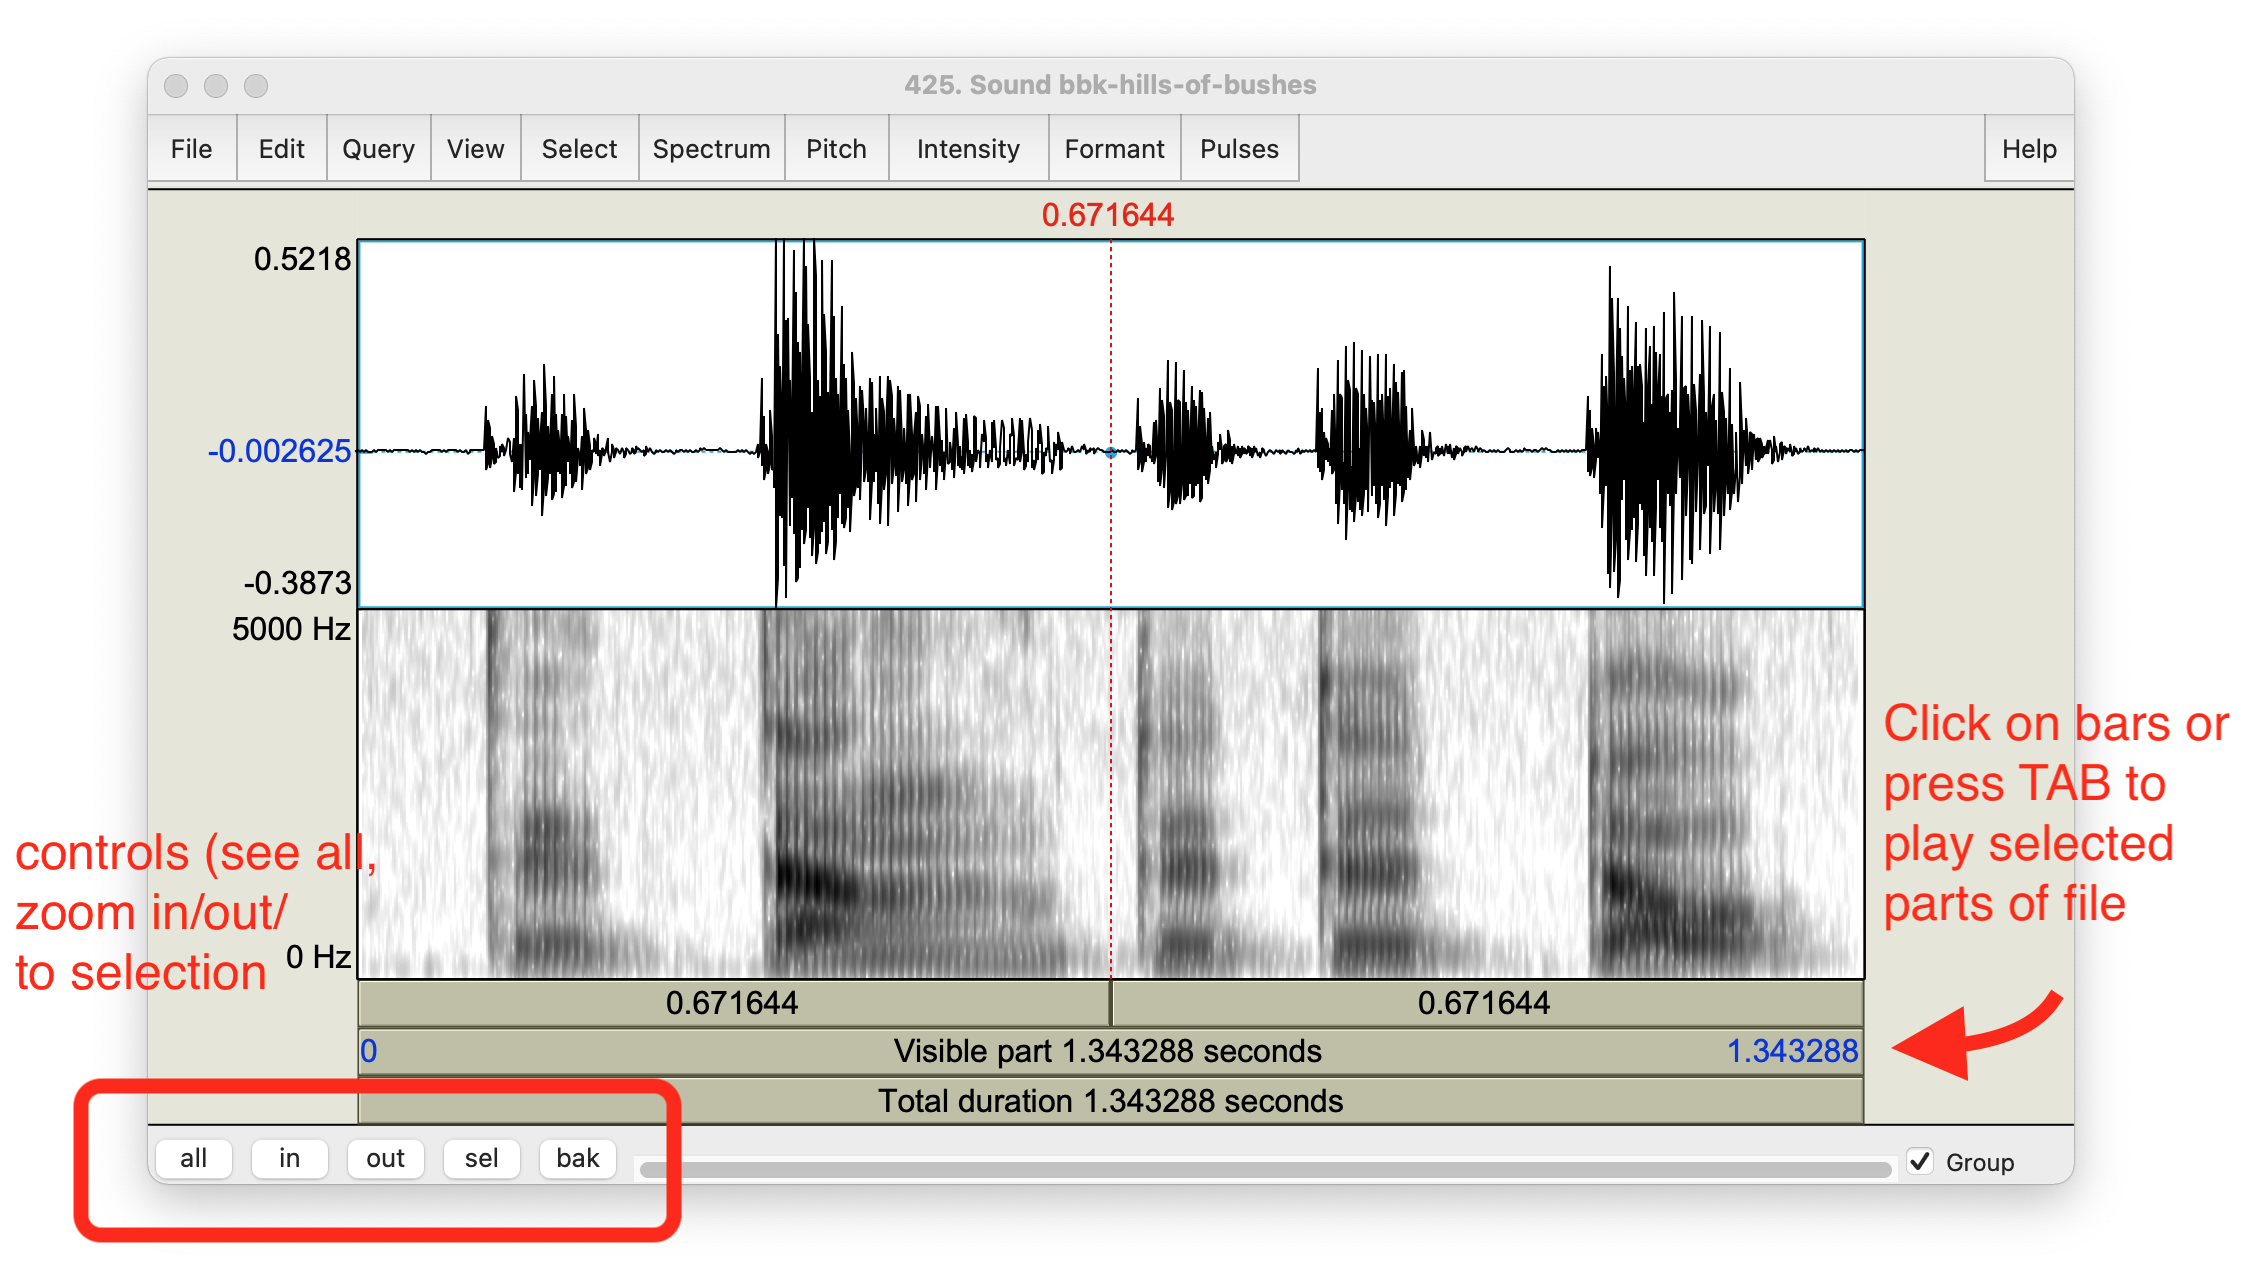 425. Sound bbk-hills-of-bushes
File Edit Query View Select Spectrum Pitch Intensity Formant Pulses Help
0.671644
0.5218
-0.002625
-0.3873
5000 Hz
0 Hz
controls (see all,
zoom in/out/
to selection
Click on bars or
press TAB to
play selected
parts of file
0.671644 0.671644
0 Visible part 1.343288 seconds 1.343288
Total duration 1.343288 seconds
all in out sel bak Group